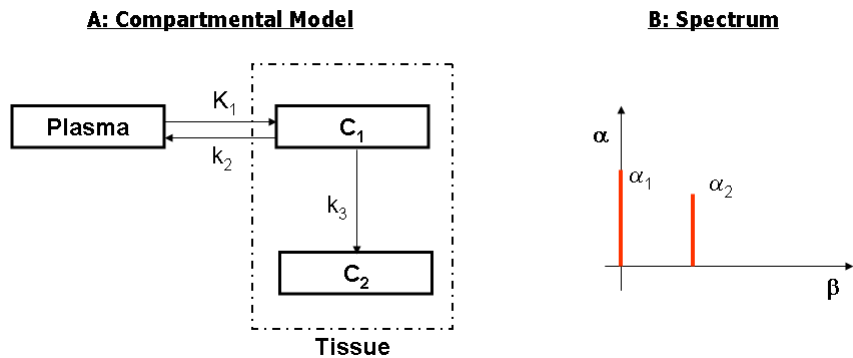 A: Compartmental Model
B: Spectrum
Plasma
K₁
k₂
C₁
k₃
C₂
Tissue
α
α₁
α₂
β